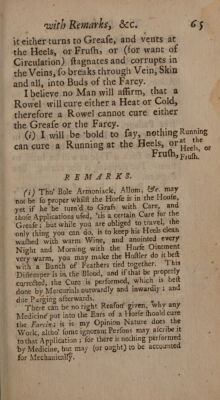 with Remarks, &c. 65
it either turns to Grease, and vents at
the Heels, or Frush, or (for want of
Circulation) stagnates and corrupts in
the Veins, so breaks through Vein, Skin
and all, into Buds of the Farcy.
I believe no Man will affirm, that a
Rowel will cure either a Heat or Cold,
therefore a Rowel cannot cure either
the Grease or the Farcy.
(i) I will be bold to say, nothing
can cure a Running at the Heels, or
Frush,
Running
at the
Heels, or
Frush.
REMARKS.
(i) Tho' Bole Armoniack, Allom, &c. may
not be so proper whilst the Horse is in the House,
yet if he be turn'd to Grass with Care, and
those Applications used, 'tis a certain Cure for the
Grease: but while you are obliged to travel, the
only thing you can do, is to keep his Heels clean
washed with warm Wine, and anointed every
Night and Morning with the Horse Ointment
very warm, you may make the Hostler do it
with a Bunch of Feathers tied together. This
Distemper is in the Blood, and if that be properly
corrected, the Cure is performed, which is best
done by Mercurials outwardly and inwardly; and
due Purging afterwards.
There can be no right Reason given, why any
Medicine put into the Ears of a Horse should cure
the Farcin; it is my Opinion Nature does the
Work, altho' some ignorant Persons may ascribe it
to that Application; for there is nothing performed
by Medicine, but may (or ought) to be accounted
for Mechanically.